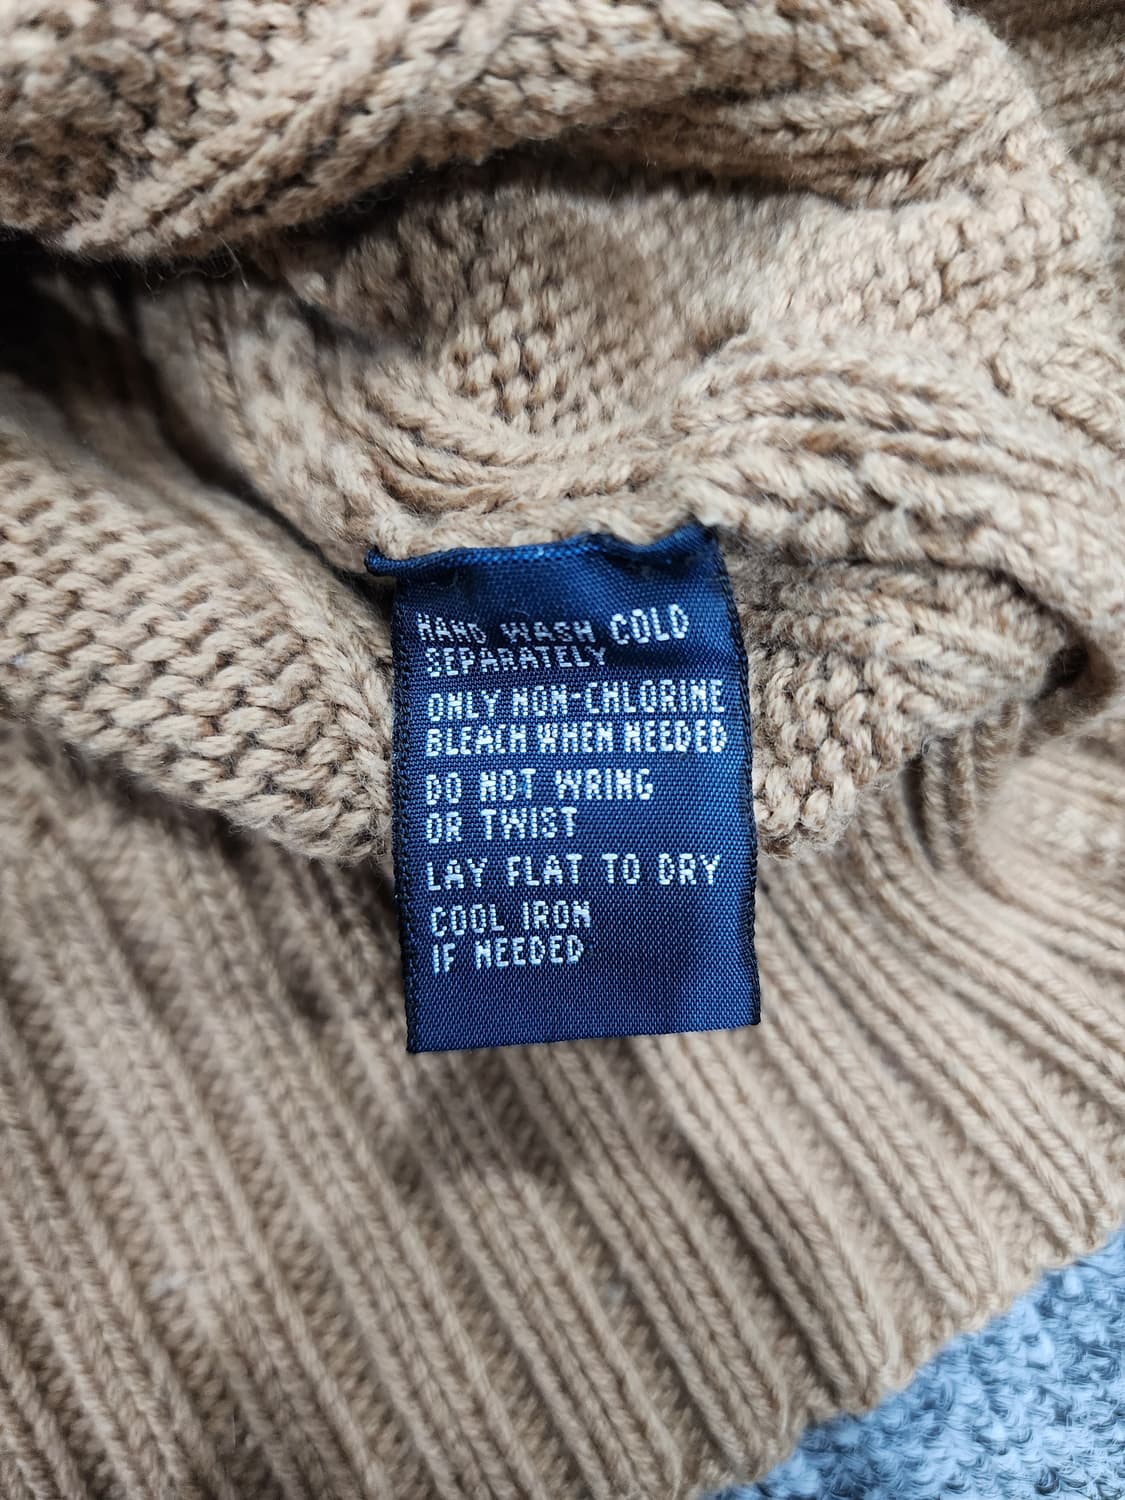 HAND WASH COLD
SEPARATELY
ONLY NON-CHLORINE
BLEACH WHEN NEEDED
DO NOT WRING
OR TWIST
LAY FLAT TO DRY
COOL IRON
IF NEEDED